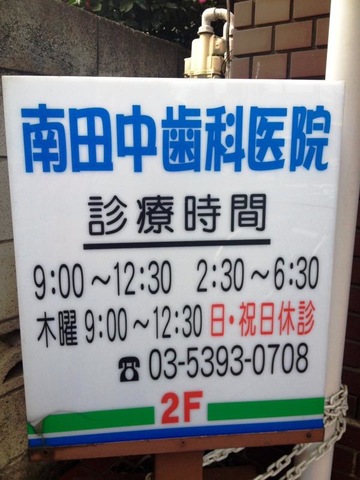 南田中歯科医院
診療時間
9:00～12:30 2:30～6:30
木曜 9:00～12:30 日・祝日休診
☎ 03-5393-0708
2F